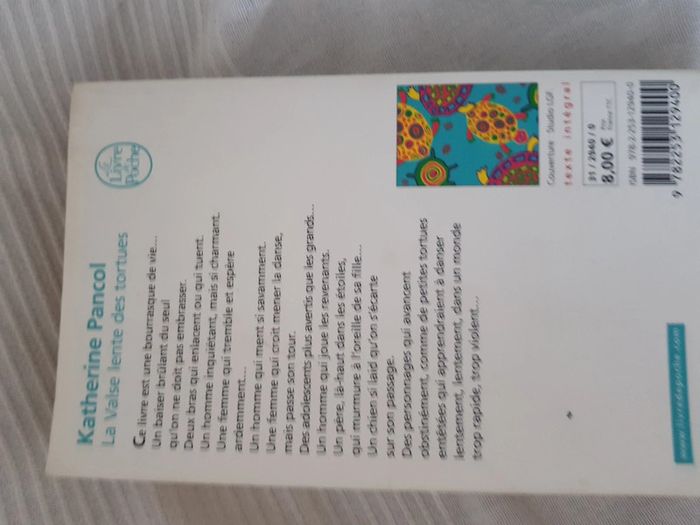 Le
Livre
de
Poche
Katherine Pancol
La Valse lente des tortues
Ce livre est une bourrasque de vie...
Un baiser brûlant du seul
qu'on ne doit pas embrasser.
Deux bras qui enlacent ou qui tuent.
Un homme inquiétant, mais si charmant.
Une femme qui tremble et espère
ardemment....
Un homme qui ment si savamment.
Une femme qui croit mener la danse,
mais passe son tour.
Des adolescents plus avertis que les grands...
Un homme qui joue les revenants.
Un père, là-haut dans les étoiles,
qui murmure à l'oreille de sa fille...
Un chien si laid qu'on s'écarte
sur son passage.
Des personnages qui avancent
obstinément, comme de petites tortues
entêtées qui apprendraient à danser
lentement, lentement, dans un monde
trop rapide, trop violent...
Couverture : Studio LGF.
texte intégral
31 / 2940 / 9
8,00 € Prix France TTC
ISBN : 978-2-253-12940-0
9 782253 129400
www.livredepoche.com